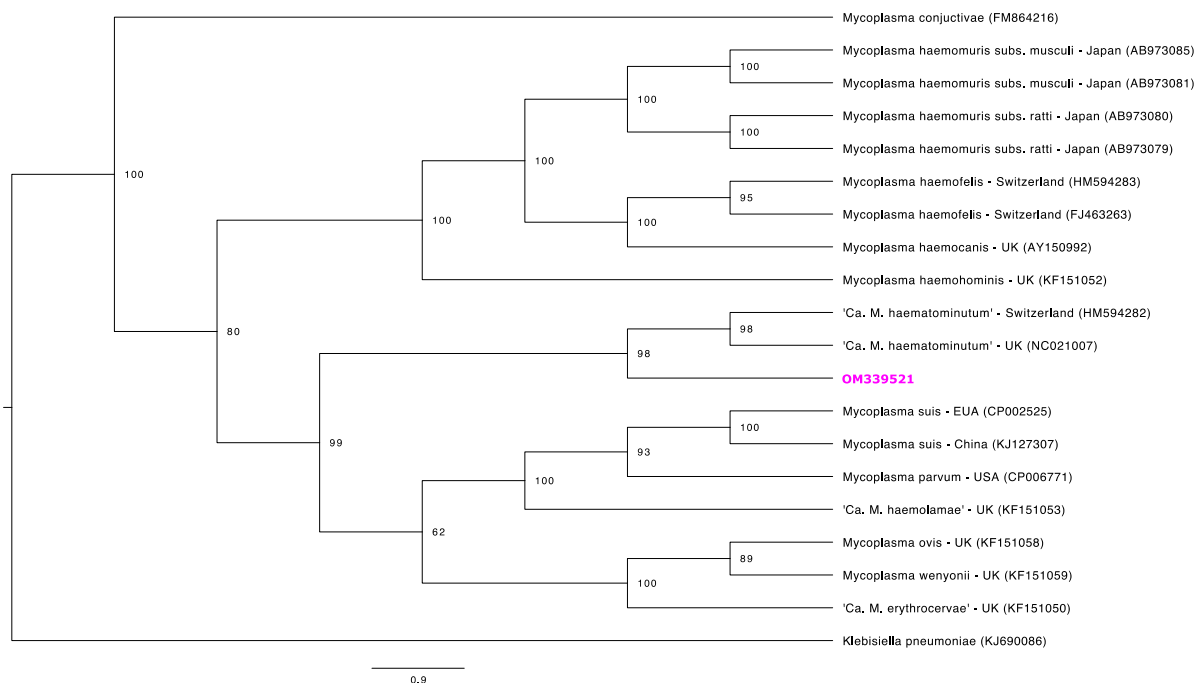 Mycoplasma conjuctivae (FM864216)
Mycoplasma haemomuris subs. musculi - Japan (AB973085)
100
Mycoplasma haemomuris subs. musculi - Japan (AB973081)
100
Mycoplasma haemomuris subs. ratti - Japan (AB973080)
100
Mycoplasma haemomuris subs. ratti - Japan (AB973079)
100
100
Mycoplasma haemofelis - Switzerland (HM594283)
95
Mycoplasma haemofelis - Switzerland (FJ463263)
100
100
Mycoplasma haemocanis - UK (AY150992)
Mycoplasma haemohominis - UK (KF151052)
'Ca. M. haematominutum' - Switzerland (HM594282)
80
98
'Ca. M. haematominutum' - UK (NC021007)
98
OM339521
Mycoplasma suis - EUA (CP002525)
100
99
Mycoplasma suis - China (KJ127307)
93
Mycoplasma parvum - USA (CP006771)
100
'Ca. M. haemolamae' - UK (KF151053)
62
Mycoplasma ovis - UK (KF151058)
89
Mycoplasma wenyonii - UK (KF151059)
100
'Ca. M. erythrocervae' - UK (KF151050)
Klebisiella pneumoniae (KJ690086)
0.9